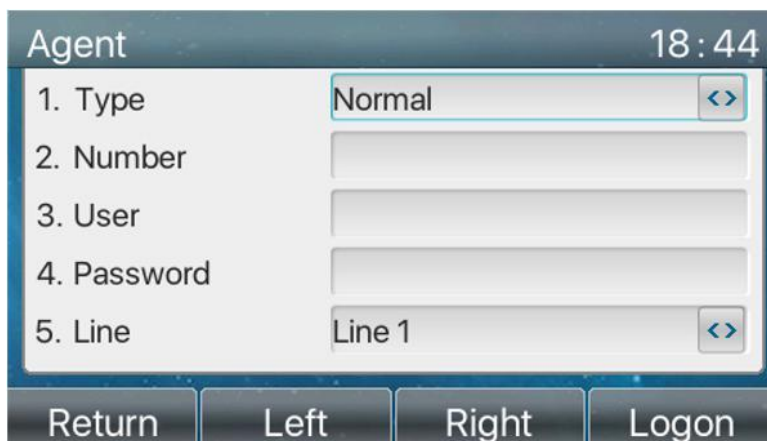 Agent 18:44
1. Type Normal <>
2. Number
3. User
4. Password
5. Line Line 1 <>
Return Left Right Logon